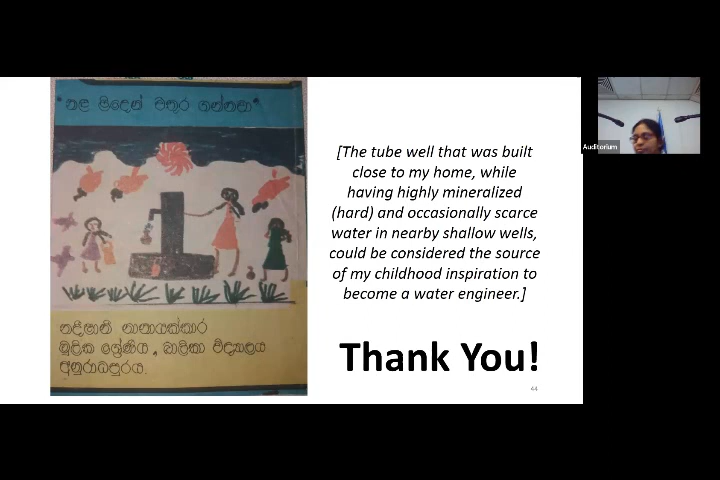 "නළ ළිඳෙන් වතුර ගන්නවා"
නදීෂානි නානායක්කාර
මූලික ශ්‍රේණිය, බාලිකා විද්‍යාලය
අනුරාධපුරය.
[The tube well that was built
close to my home, while
having highly mineralized
(hard) and occasionally scarce
water in nearby shallow wells,
could be considered the source
of my childhood inspiration to
become a water engineer.]
Thank You!
44
Auditorium